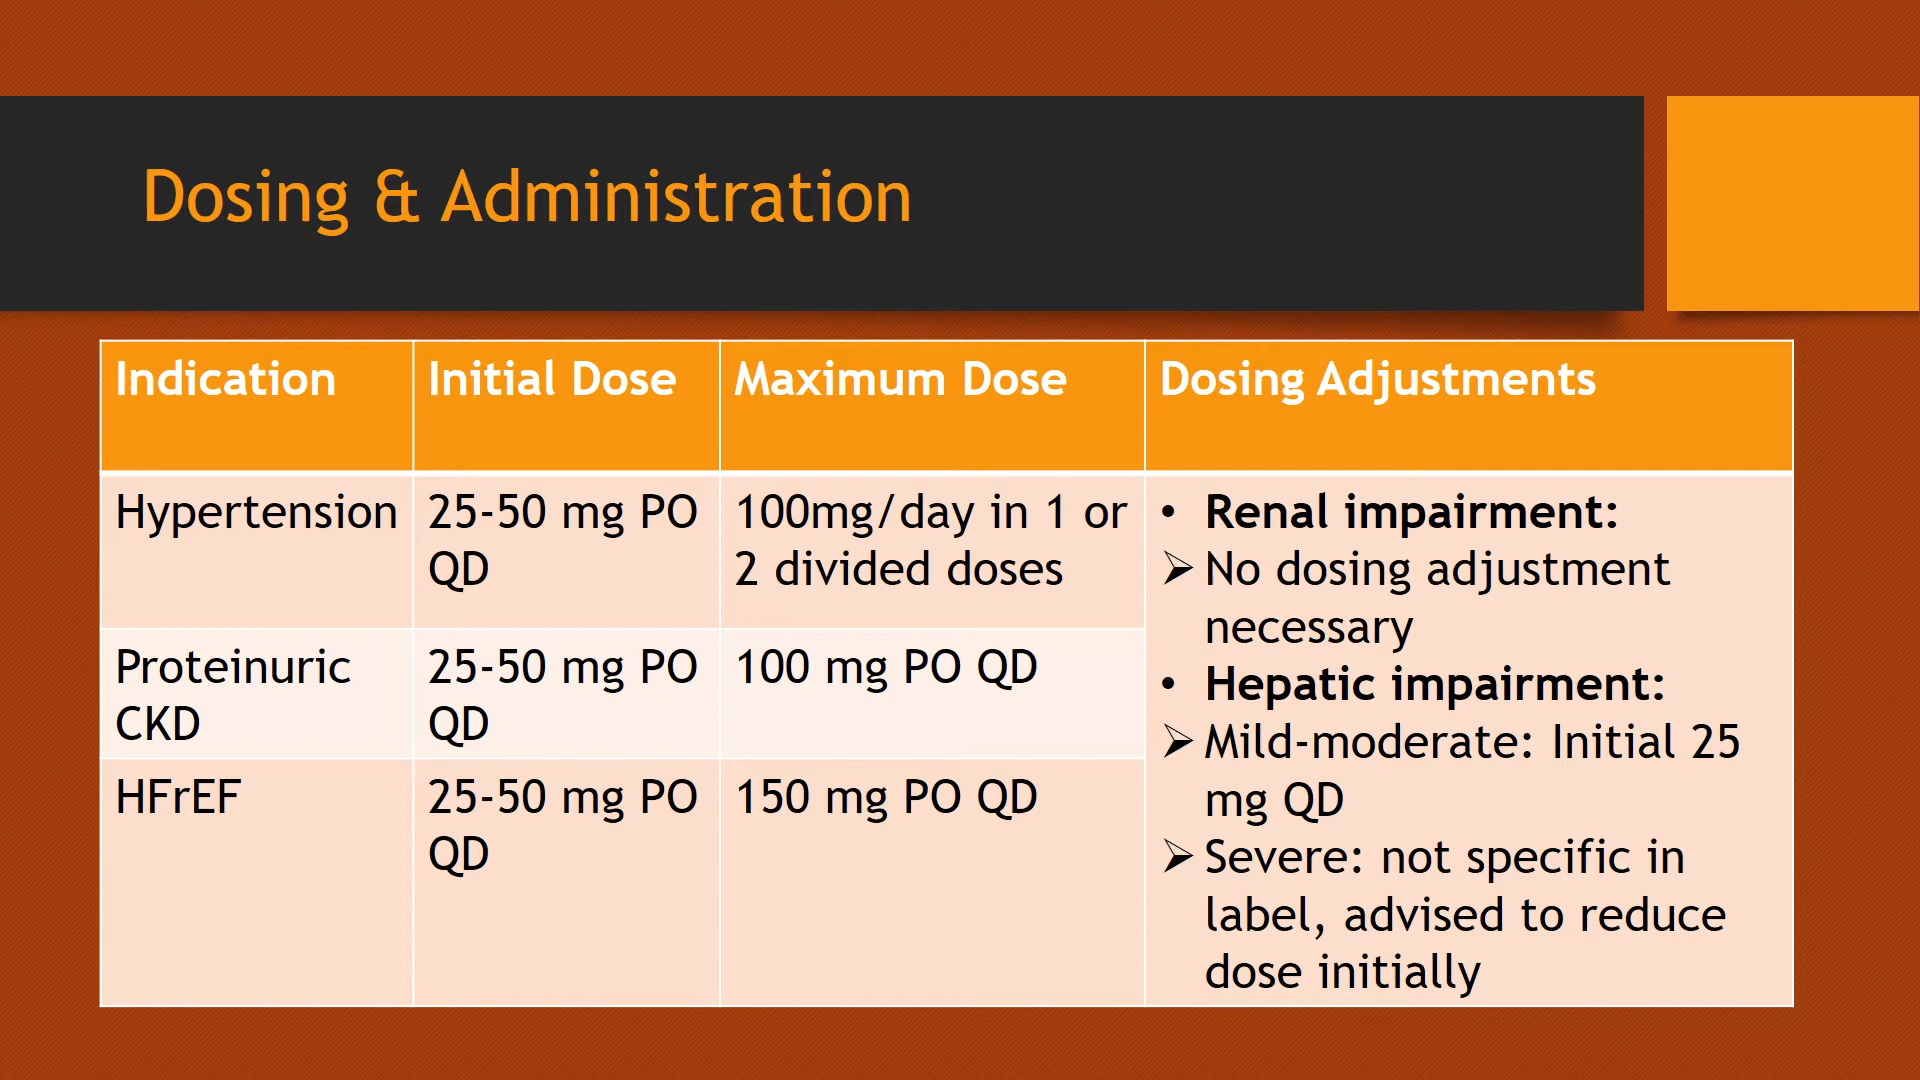 Dosing & Administration
Indication
Initial Dose
Maximum Dose
Dosing Adjustments
Hypertension
25-50 mg PO
QD
100mg/day in 1 or
2 divided doses
Proteinuric
CKD
25-50 mg PO
QD
100 mg PO QD
HFrEF
25-50 mg PO
QD
150 mg PO QD
• Renal impairment:
➢ No dosing adjustment
necessary
• Hepatic impairment:
➢ Mild-moderate: Initial 25
mg QD
➢ Severe: not specific in
label, advised to reduce
dose initially